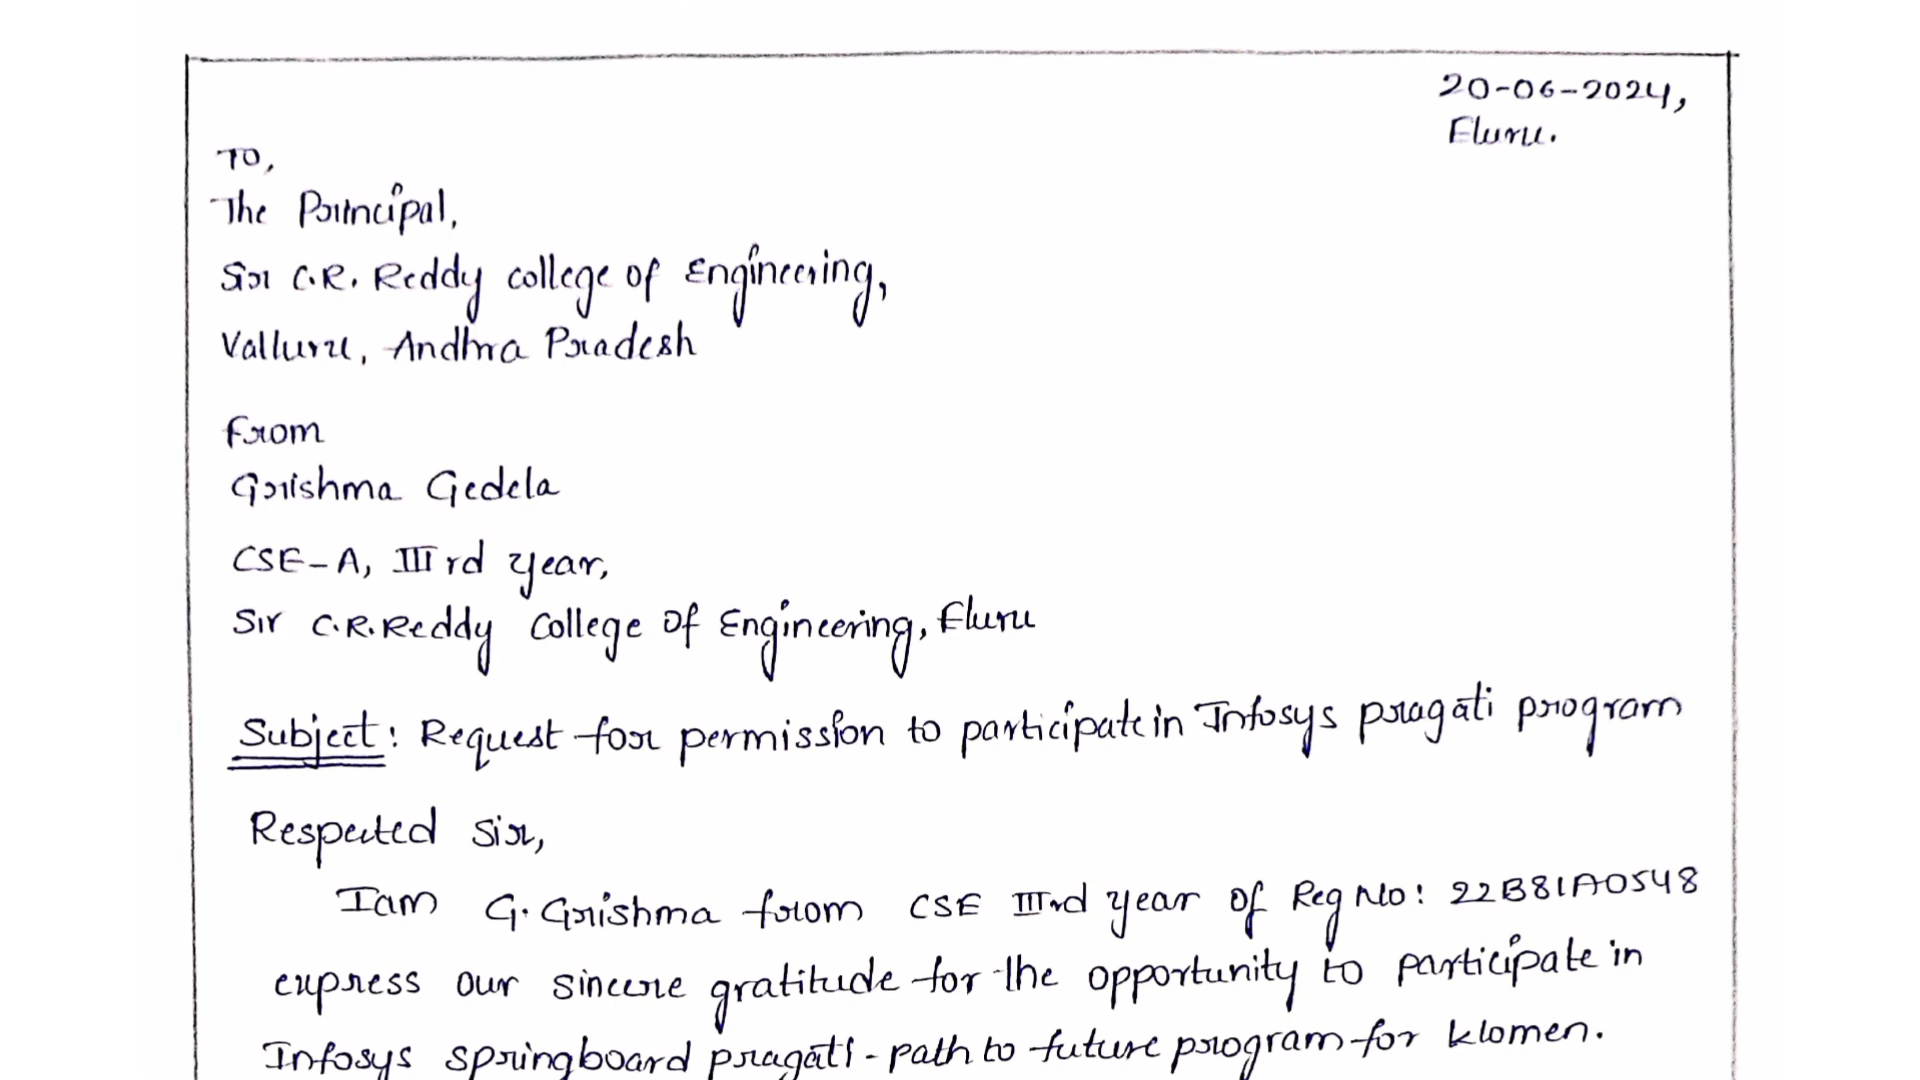 20-06-2024,
Eluru.
To,
The Principal,
Sir C.R. Reddy college of Engineering,
Valluru, Andhra Pradesh
From
Grishma Gedela
CSE-A, IIIrd year,
Sir C.R.Reddy College of Engineering, Eluru
Subject: Request for permission to participate in Infosys pragati program
Respected Sir,
I am G. Grishma from CSE IIIrd year of Reg No: 22B81A0548
express our sincere gratitude for the opportunity to participate in
Infosys springboard pragati - path to future program for Women.